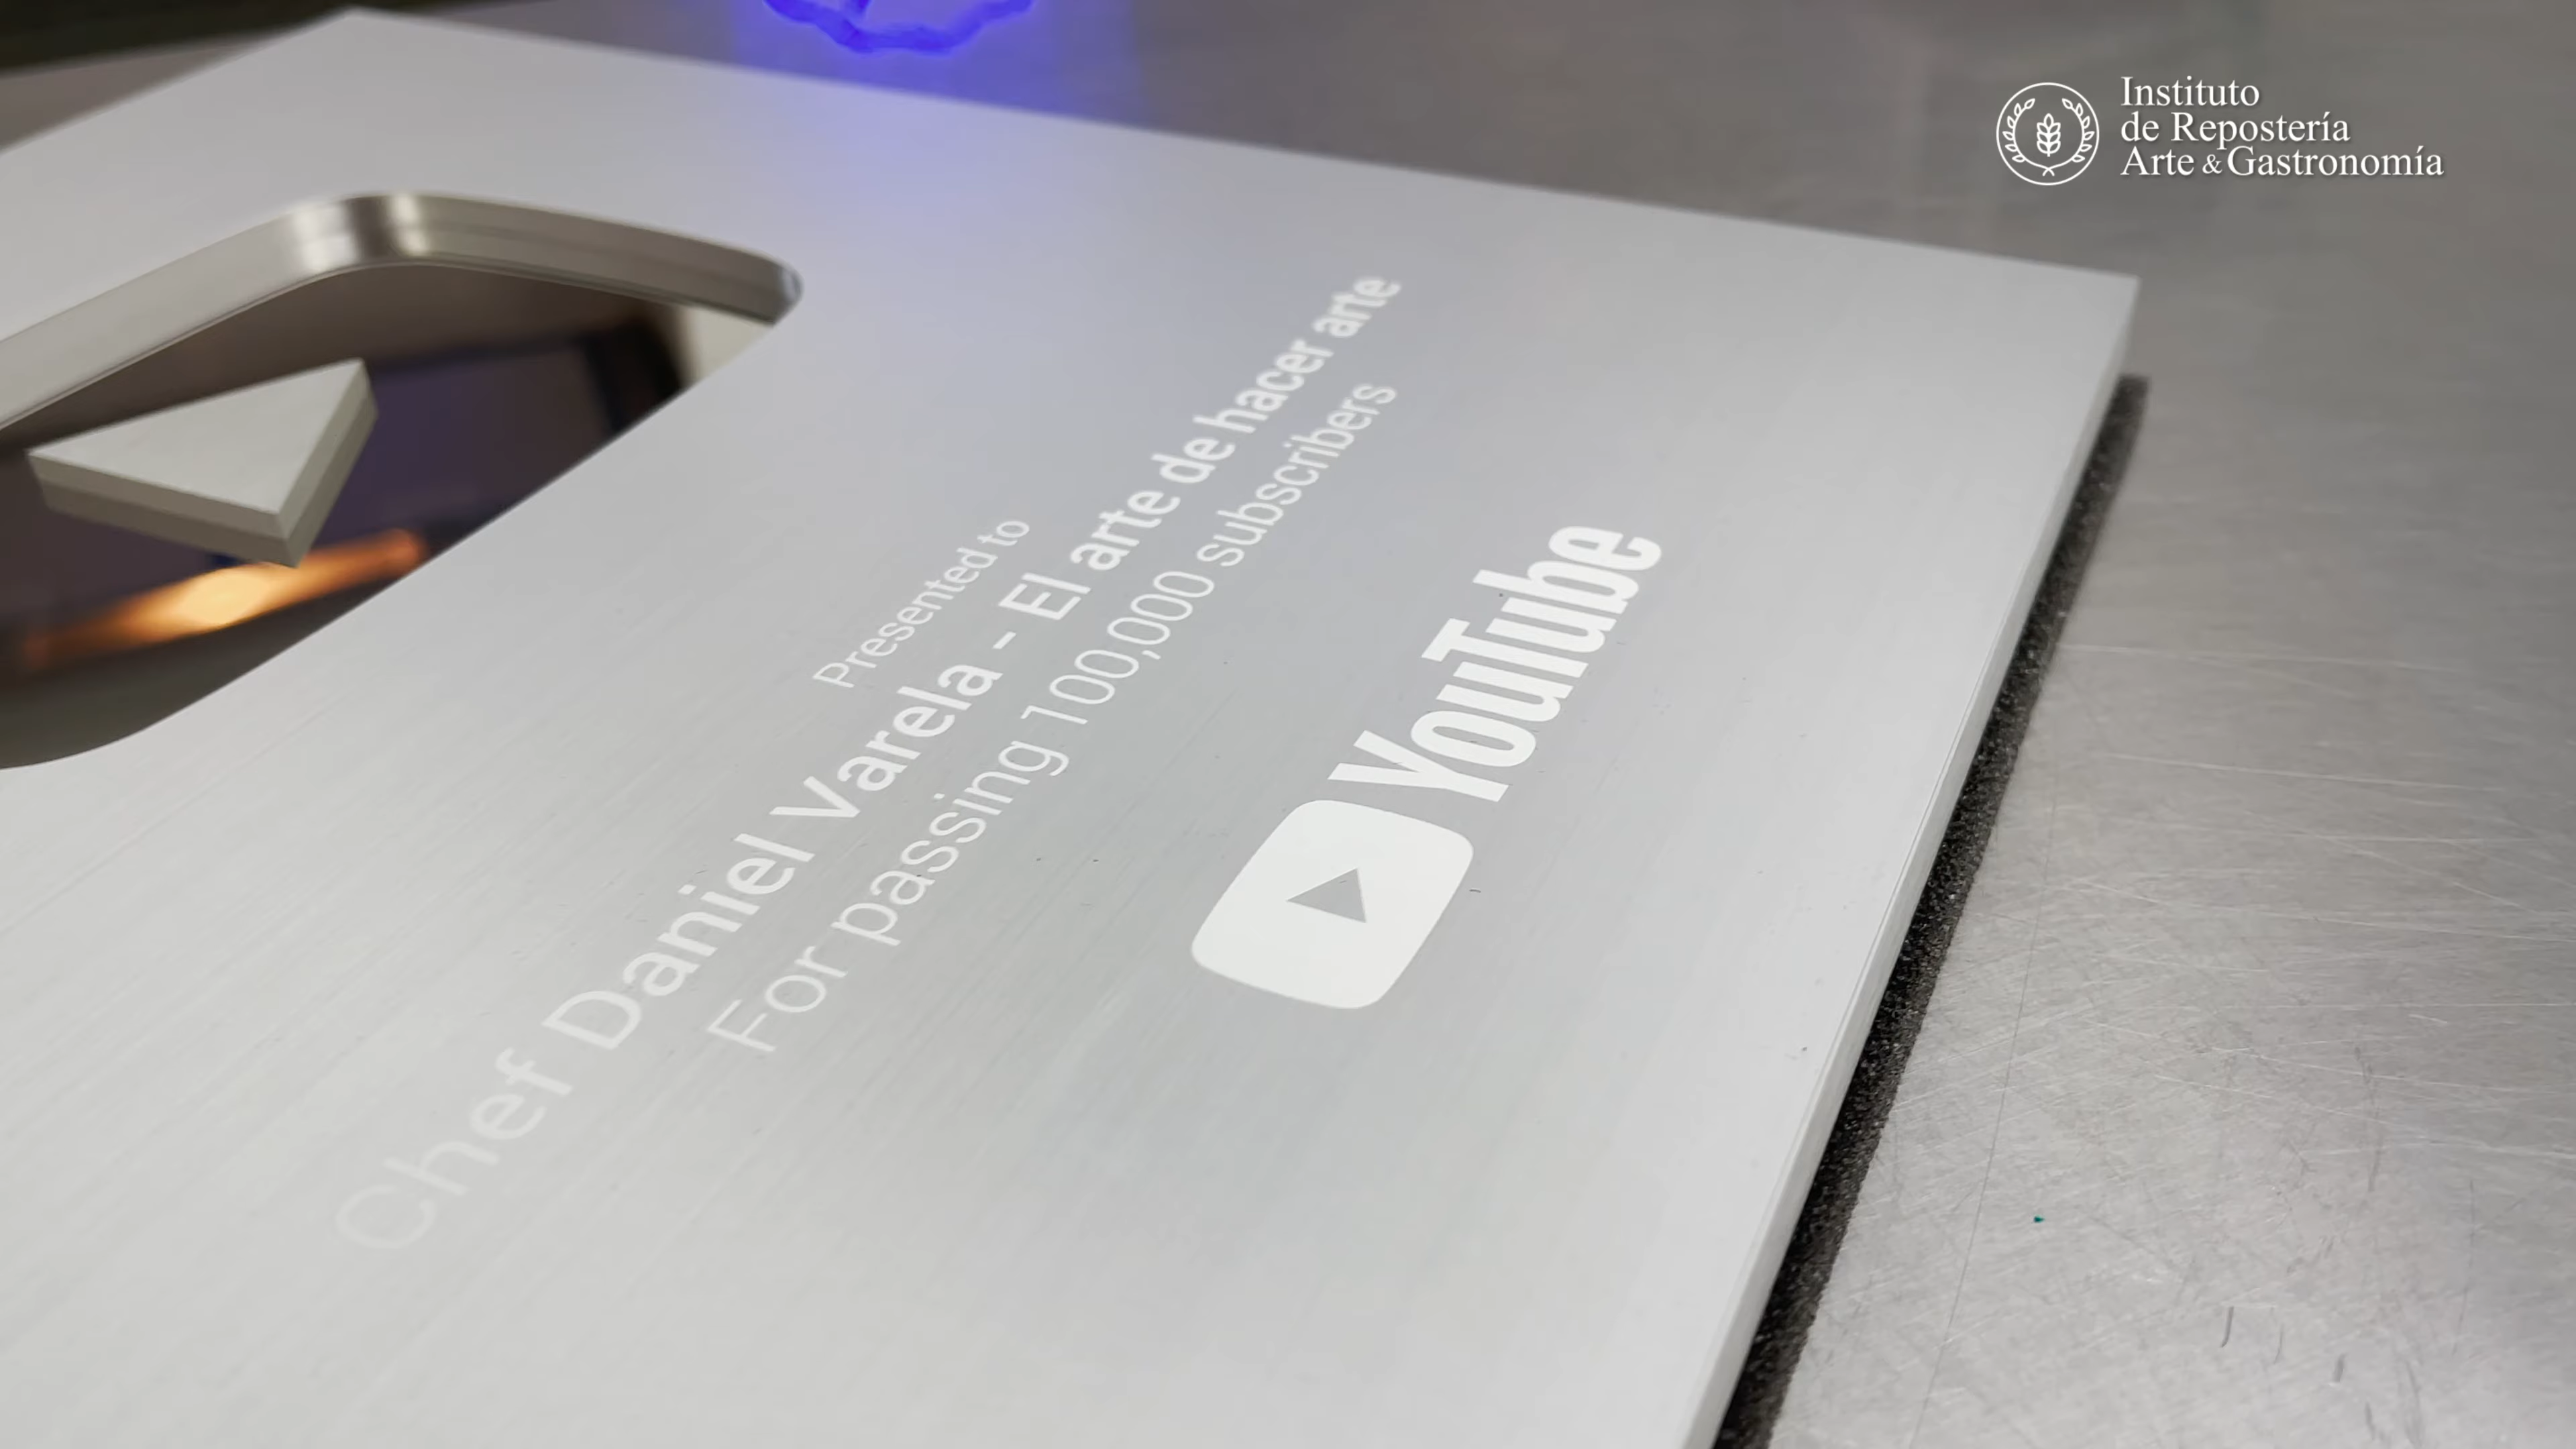 Instituto
de Repostería
Arte & Gastronomía
Presented to
Chef Daniel Varela - El arte de hacer arte
For passing 100,000 subscribers
YouTube